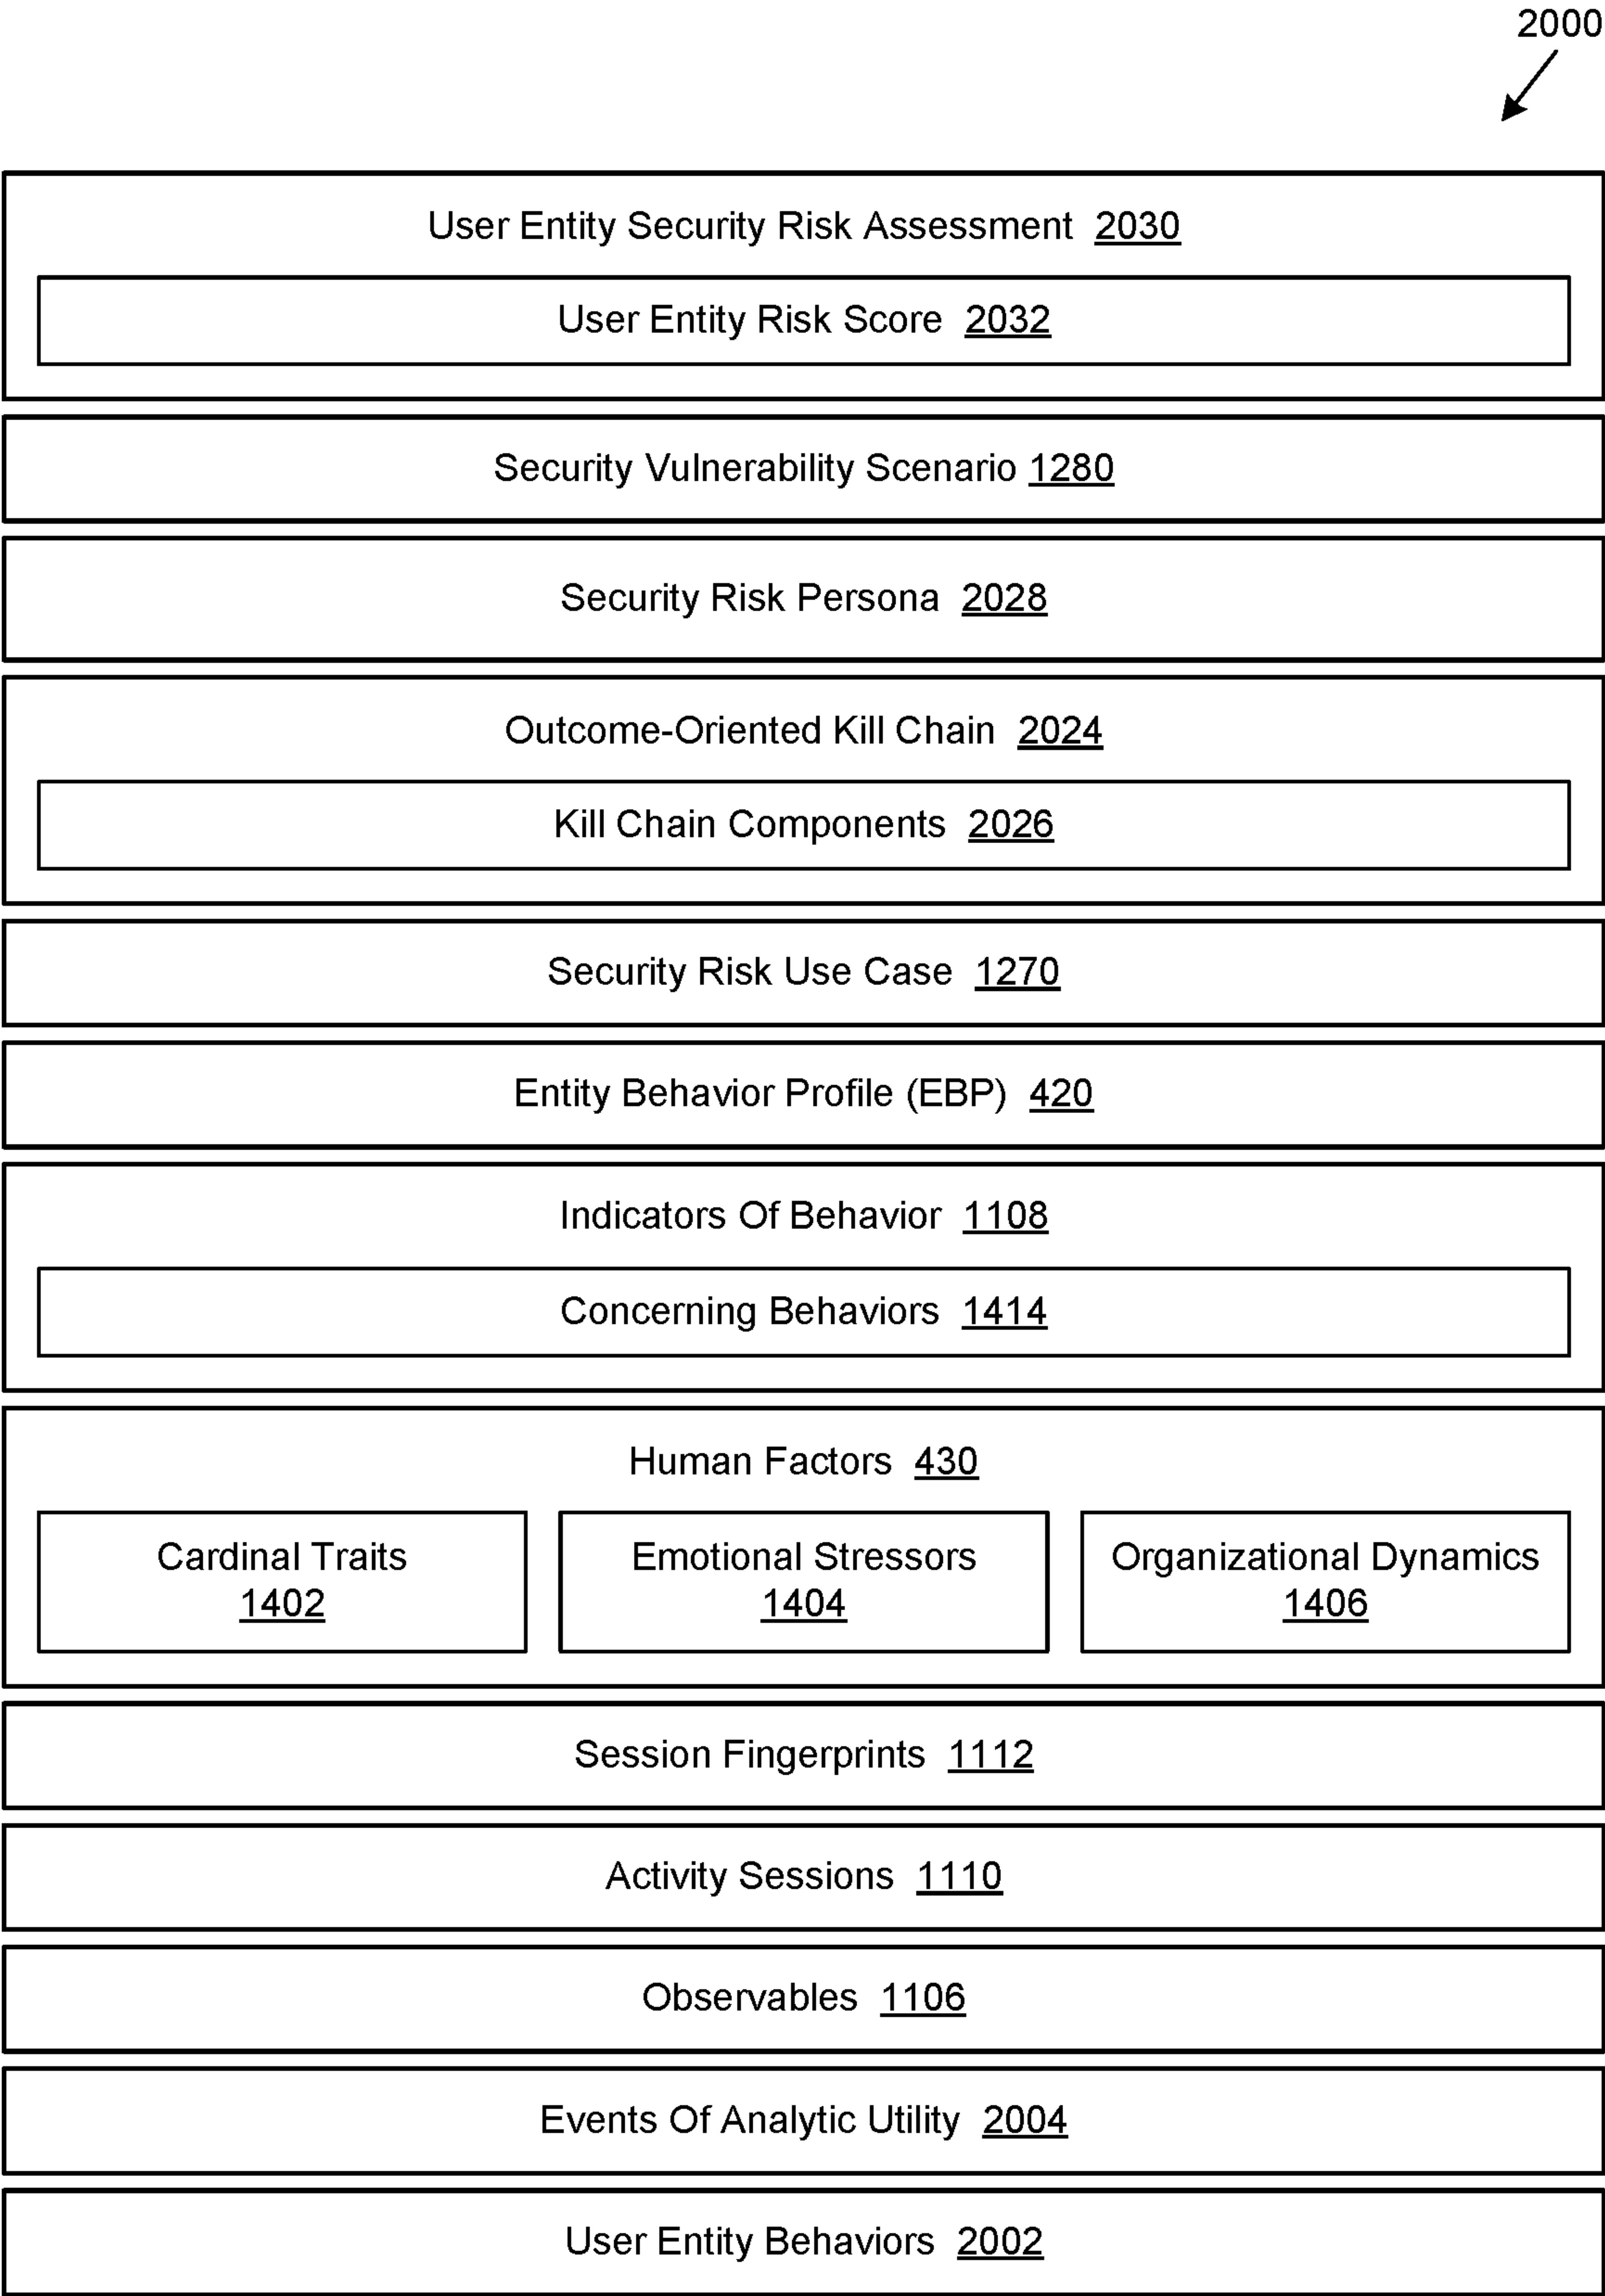 2000
User Entity Security Risk Assessment 2030
User Entity Risk Score 2032
Security Vulnerability Scenario 1280
Security Risk Persona 2028
Outcome-Oriented Kill Chain 2024
Kill Chain Components 2026
Security Risk Use Case 1270
Entity Behavior Profile (EBP) 420
Indicators Of Behavior 1108
Concerning Behaviors 1414
Human Factors 430
Cardinal Traits
1402
Emotional Stressors
1404
Organizational Dynamics
1406
Session Fingerprints 1112
Activity Sessions 1110
Observables 1106
Events Of Analytic Utility 2004
User Entity Behaviors 2002